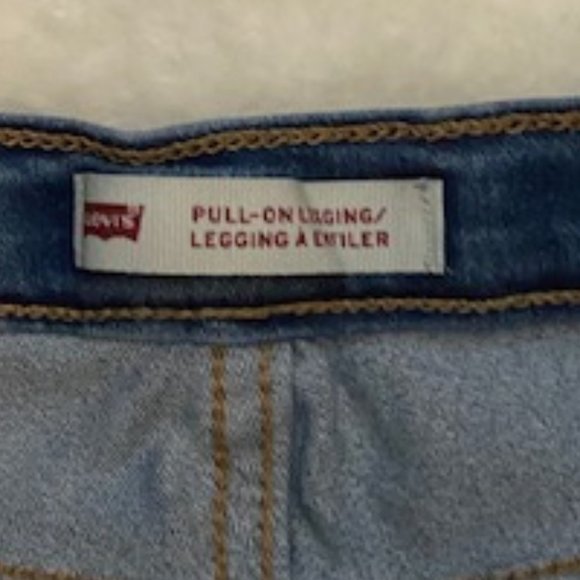 Levi's
PULL-ON LEGGING/
LEGGING À ENFILER